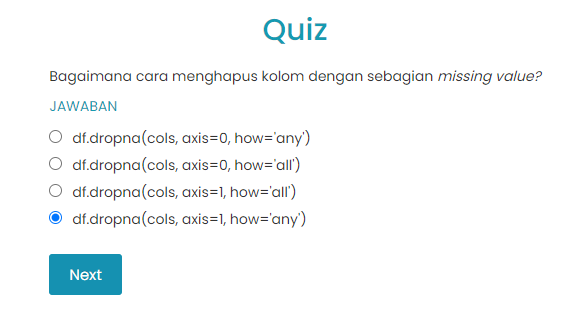 Quiz
Bagaimana cara menghapus kolom dengan sebagian missing value?
JAWABAN
df.dropna(cols, axis=0, how='any')
df.dropna(cols, axis=0, how='all')
df.dropna(cols, axis=1, how='all')
df.dropna(cols, axis=1, how='any')
Next